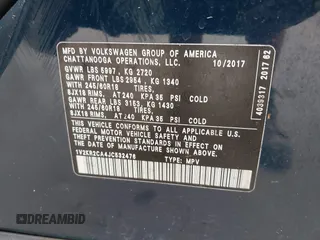 MFD BY VOLKSWAGEN GROUP OF AMERICA
CHATTANOOGA OPERATIONS, LLC. 10/2017
GVWR LBS 5997 , KG 2720
GAWR FRONT LBS 2954 , KG 1340
WITH 245/60R18 TIRES,
8JX18 RIMS, AT 240 KPA 35 PSI COLD
GAWR REAR LBS 3153, KG 1430
WITH 245/60R18 TIRES,
8JX18 RIMS, AT 240 KPA 35 PSI COLD
THIS VEHICLE CONFORMS TO ALL APPLICABLE
FEDERAL MOTOR VEHICLE SAFETY, BUMPER, AND
THEFT PREVENTION STANDARDS IN EFFECT ON THE
DATE OF MANUFACTURE SHOWN ABOVE.
TYPE: MPV
2017 62
AUTOBIDMASTER